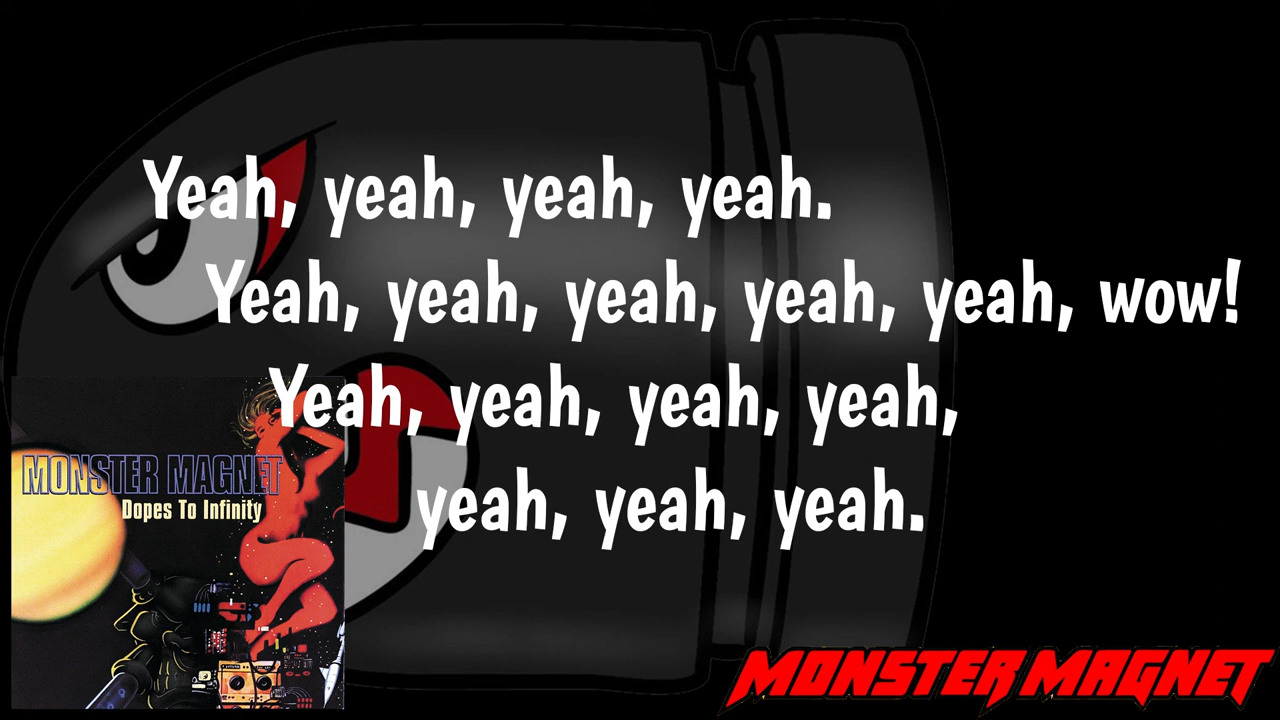 Yeah, yeah, yeah, yeah.
Yeah, yeah, yeah, yeah, yeah, wow!
Yeah, yeah, yeah, yeah,
yeah, yeah, yeah.
MONSTER MAGNET
Dopes To Infinity
MONSTER MAGNET